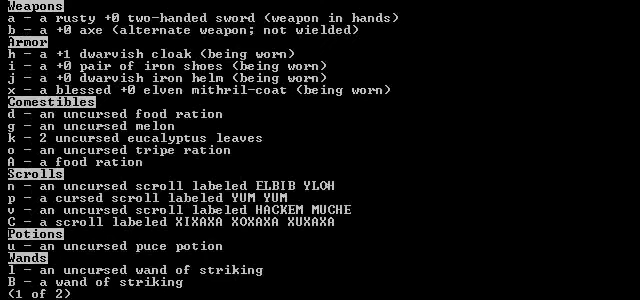 Weapons
a - a rusty +0 two-handed sword (weapon in hands)
b - a +0 axe (alternate weapon; not wielded)
Armor
h - a +1 dwarvish cloak (being worn)
i - a +0 pair of iron shoes (being worn)
j - a +0 dwarvish iron helm (being worn)
x - a blessed +0 elven mithril-coat (being worn)
Comestibles
d - an uncursed food ration
g - an uncursed melon
k - 2 uncursed eucalyptus leaves
o - an uncursed tripe ration
A - a food ration
Scrolls
n - an uncursed scroll labeled ELBIB YLOH
p - a cursed scroll labeled YUM YUM
v - an uncursed scroll labeled HACKEM MUCHE
C - a scroll labeled XIXAXA XOXAXA XUXAXA
Potions
u - an uncursed puce potion
Wands
l - an uncursed wand of striking
B - a wand of striking
(1 of 2)